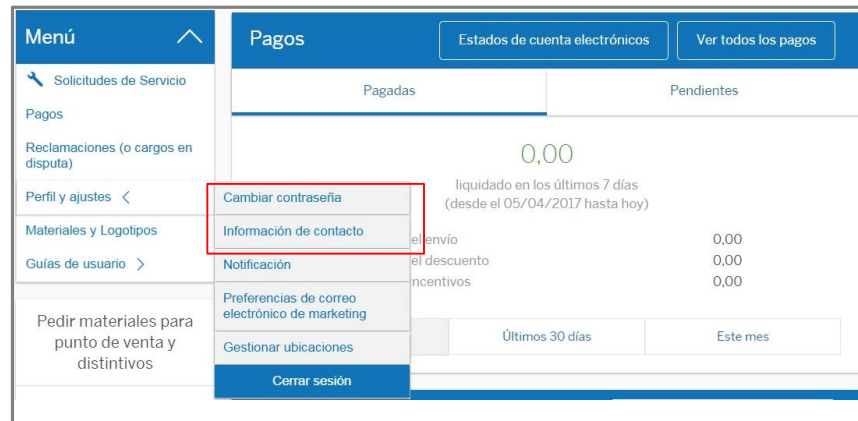 Menú
Solicitudes de Servicio
Pagos
Reclamaciones (o cargos en
disputa)
Perfil y ajustes
Materiales y Logotipos
Guías de usuario
Pedir materiales para
punto de venta y
distintivos
Cambiar contraseña
Información de contacto
Notificación
Preferencias de correo
electrónico de marketing
Gestionar ubicaciones
Cerrar sesión
Pagos
Estados de cuenta electrónicos
Ver todos los pagos
Pagadas
Pendientes
0,00
liquidado en los últimos 7 días
(desde el 05/04/2017 hasta hoy)
el envío 0,00
el descuento 0,00
incentivos 0,00
Últimos 30 días
Este mes